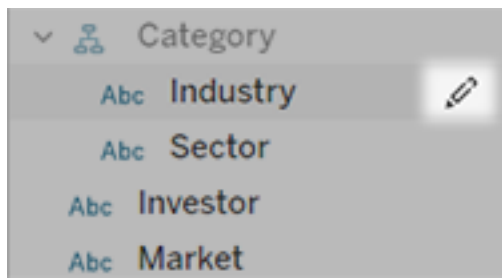 Category
Abc Industry
Abc Sector
Abc Investor
Abc Market